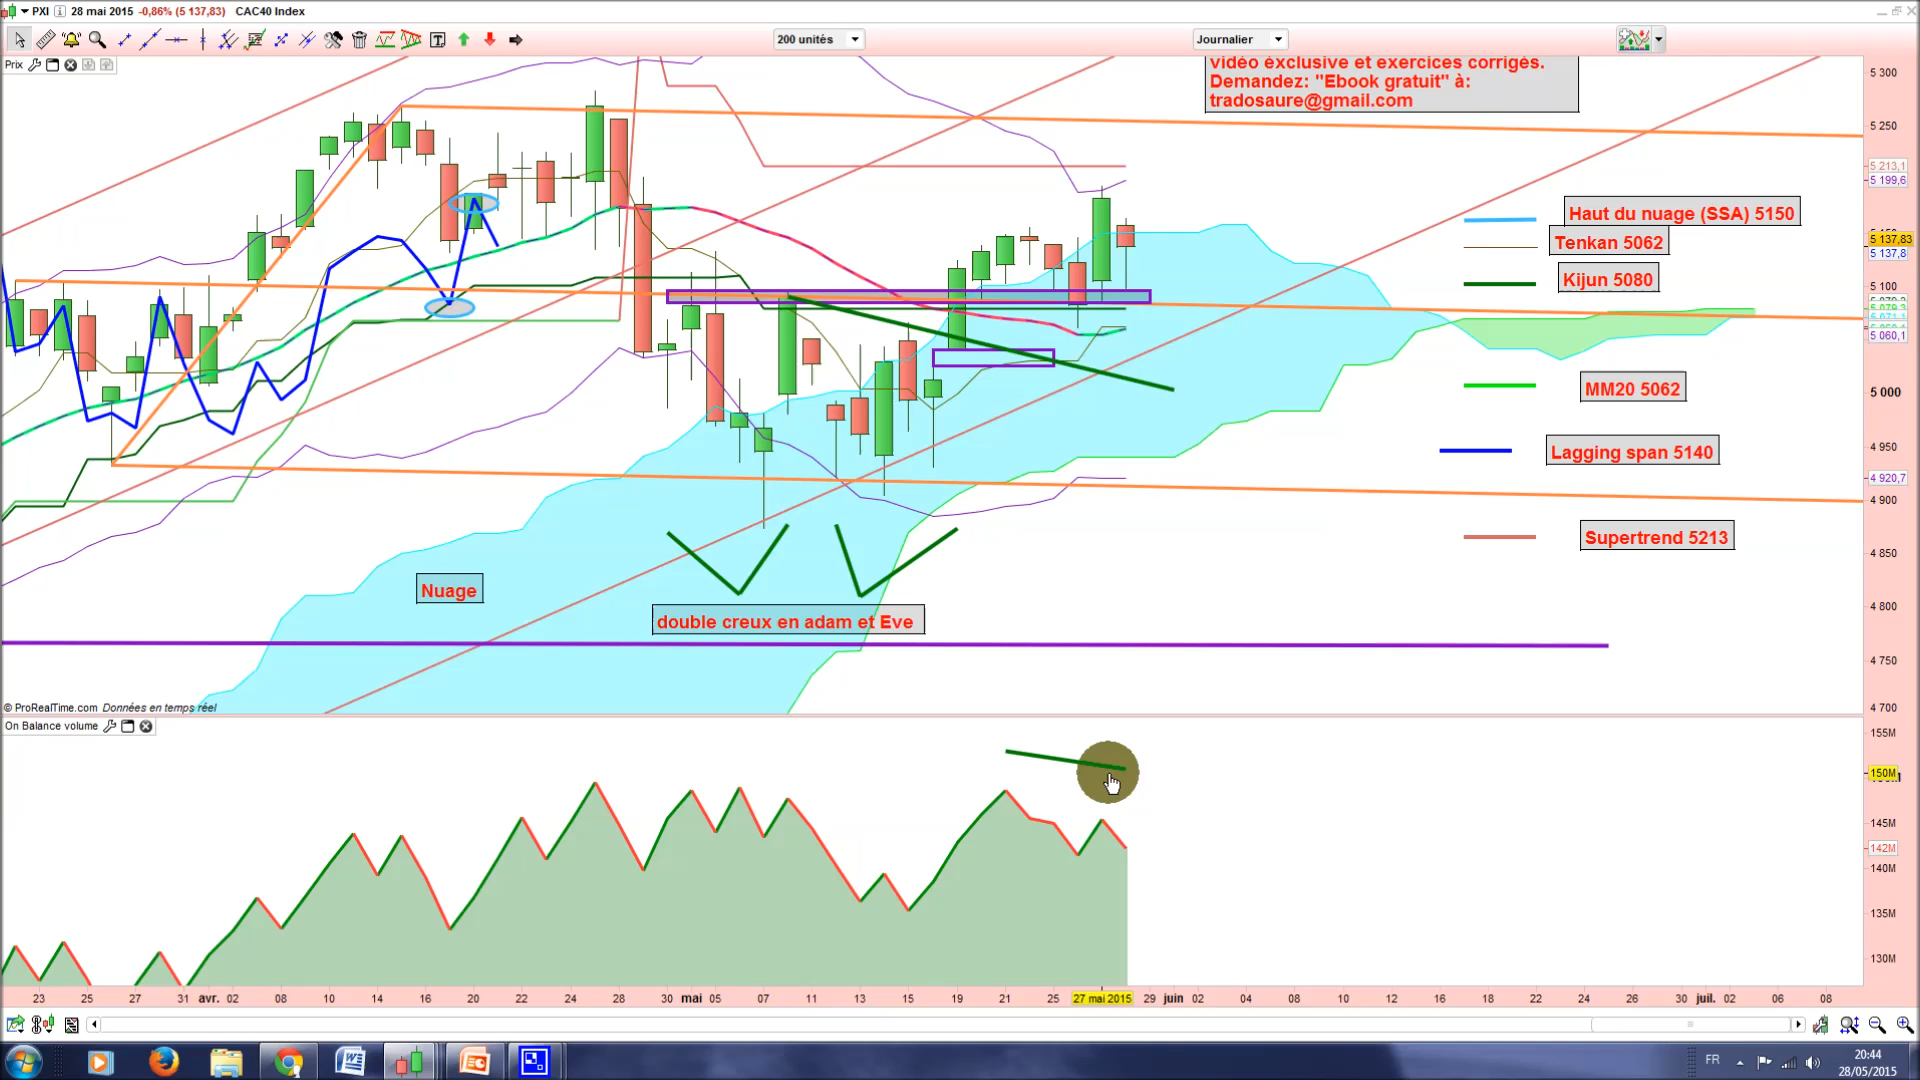 PXI 28 mai 2015 -0,86% (5 137,83) CAC40 Index
200 unités
Journalier
Prix
vidéo éxclusive et exercices corrigés.
Demandez: "Ebook gratuit" à:
tradosaure@gmail.com
5 300
5 250
5 213,1
5 199,6
5 137,83
5 137,8
5 100
5 060,1
5 000
4 950
4 920,7
4 900
4 850
4 800
4 750
4 700
Haut du nuage (SSA) 5150
Tenkan 5062
Kijun 5080
MM20 5062
Lagging span 5140
Supertrend 5213
Nuage
double creux en adam et Eve
© ProRealTime.com Données en temps réel
On Balance volume
155M
150M
145M
142M
140M
135M
130M
23 25 27 31 avr. 02 08 10 14 16 20 22 24 28 30 mai 05 07 11 13 15 19 21 25 27 mai 2015 29 juin 02 04 08 10 12 16 18 22 24 26 30 juil. 02 06 08
FR
20:44
28/05/2015